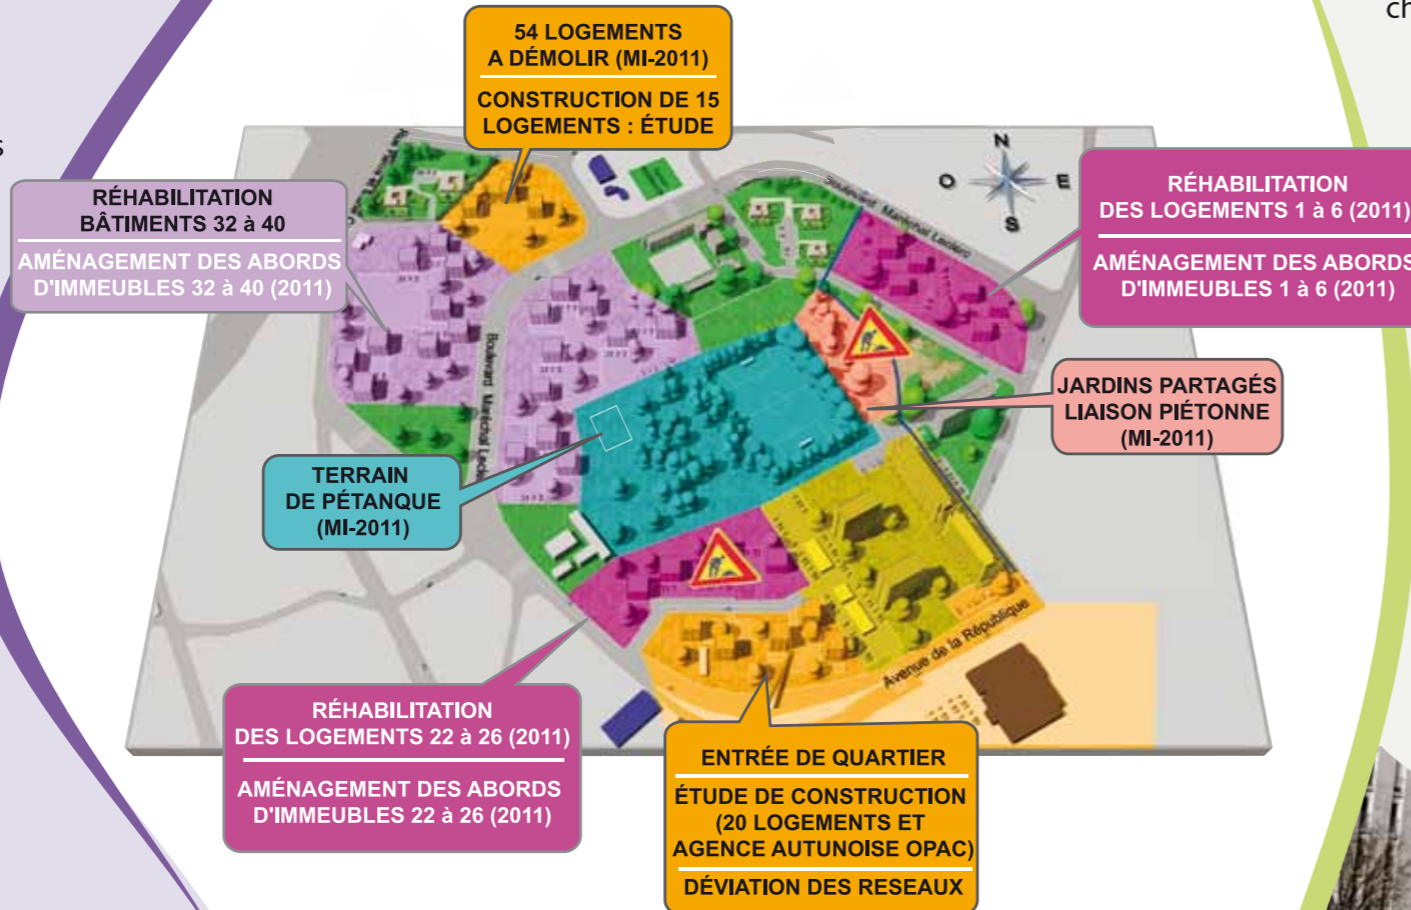 ch
s
54 LOGEMENTS
A DÉMOLIR (MI-2011)
CONSTRUCTION DE 15
LOGEMENTS : ÉTUDE
RÉHABILITATION
BÂTIMENTS 32 à 40
AMÉNAGEMENT DES ABORDS
D'IMMEUBLES 32 à 40 (2011)
N
O
E
S
RÉHABILITATION
DES LOGEMENTS 1 à 6 (2011)
AMÉNAGEMENT DES ABORDS
D'IMMEUBLES 1 à 6 (2011)
Boulevard Maréchal Leclerc
Boulevard Maréchal Lecle
JARDINS PARTAGÉS
LIAISON PIÉTONNE
(MI-2011)
TERRAIN
DE PÉTANQUE
(MI-2011)
Avenue de la République
RÉHABILITATION
DES LOGEMENTS 22 à 26 (2011)
AMÉNAGEMENT DES ABORDS
D'IMMEUBLES 22 à 26 (2011)
ENTRÉE DE QUARTIER
ÉTUDE DE CONSTRUCTION
(20 LOGEMENTS ET
AGENCE AUTUNOISE OPAC)
DÉVIATION DES RESEAUX